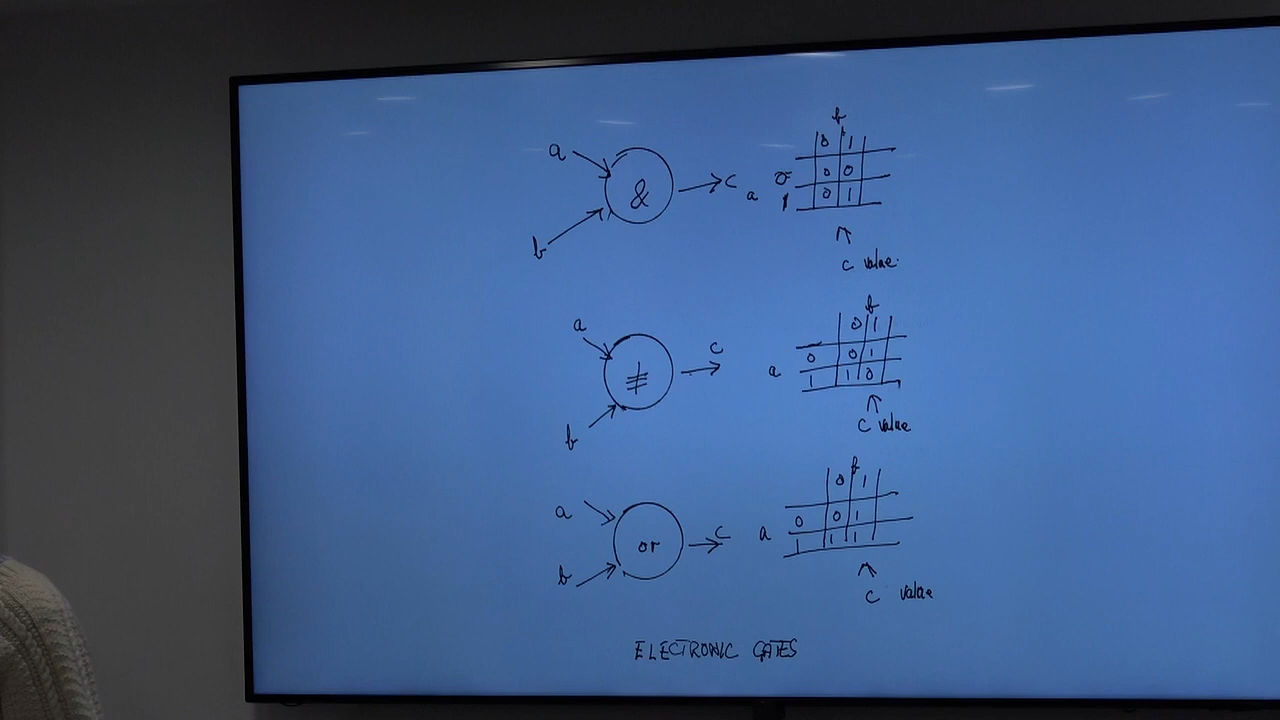 b
a 0 1
& → c 0 0 0
b a 1 0 1
↑
c value
b
a c 0 1
≢ → 0 0 1
b a 1 1 0
↑
c value
b
0 1
a c 0 0 1
or → a 1 1 1
b ↑
c value
ELECTRONIC GATES